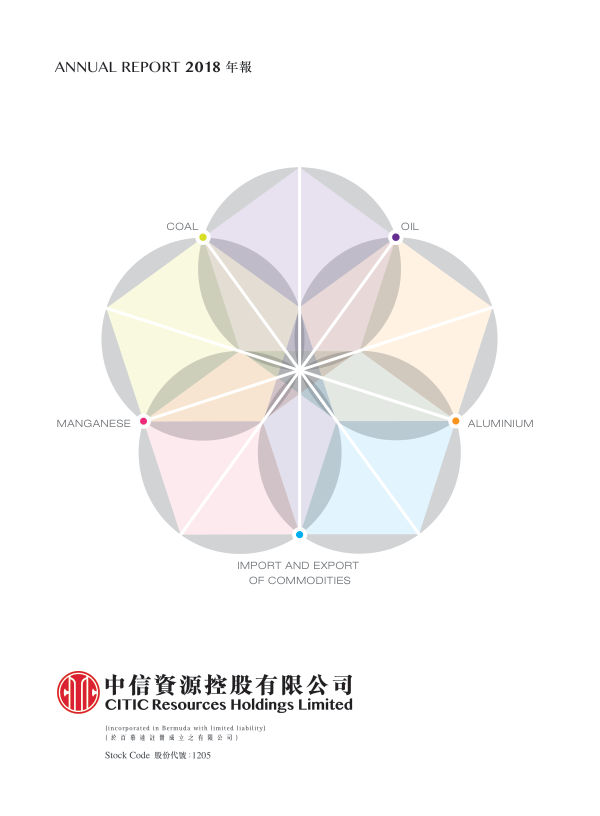 ANNUAL REPORT 2018 年報
COAL
OIL
MANGANESE
ALUMINIUM
IMPORT AND EXPORT
OF COMMODITIES
中信資源控股有限公司
CITIC Resources Holdings Limited
(incorporated in Bermuda with limited liability)
(於百慕達註冊成立之有限公司)
Stock Code 股份代號：1205